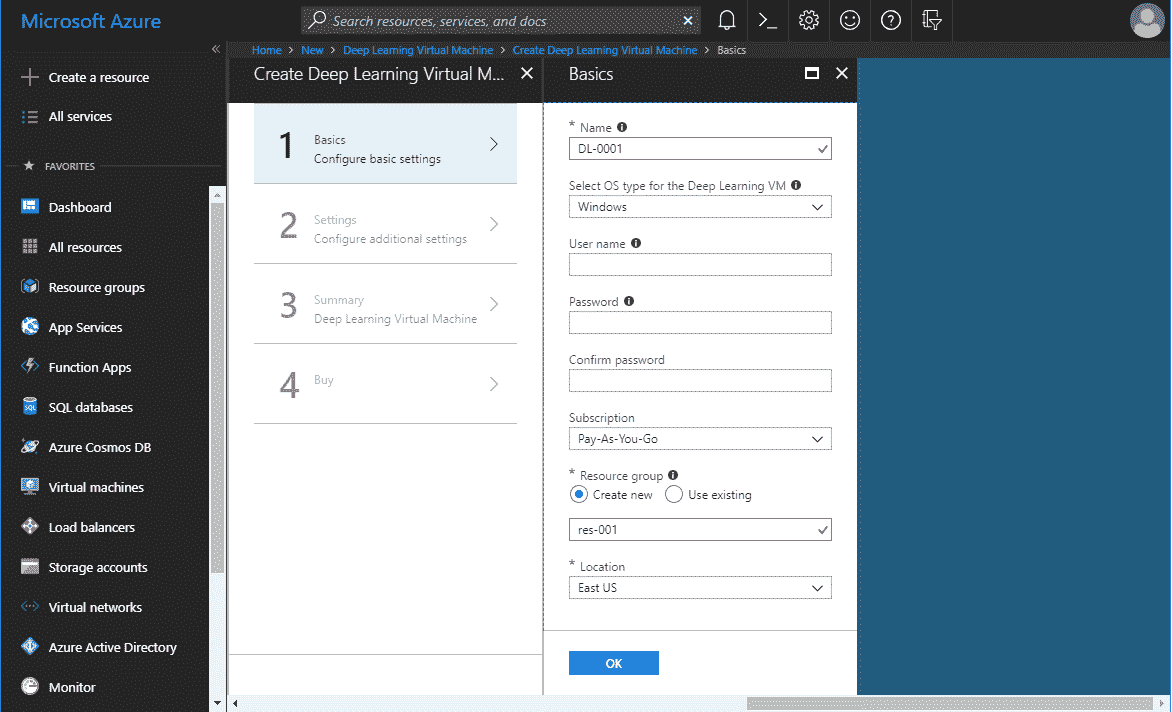 Microsoft Azure
Search resources, services, and docs
Home > New > Deep Learning Virtual Machine > Create Deep Learning Virtual Machine > Basics
Create a resource
All services
FAVORITES
Dashboard
All resources
Resource groups
App Services
Function Apps
SQL databases
Azure Cosmos DB
Virtual machines
Load balancers
Storage accounts
Virtual networks
Azure Active Directory
Monitor
Create Deep Learning Virtual M...
1
Basics
Configure basic settings
2
Settings
Configure additional settings
3
Summary
Deep Learning Virtual Machine
4
Buy
Basics
* Name
DL-0001
Select OS type for the Deep Learning VM
Windows
User name
Password
Confirm password
Subscription
Pay-As-You-Go
* Resource group
Create new Use existing
res-001
* Location
East US
OK